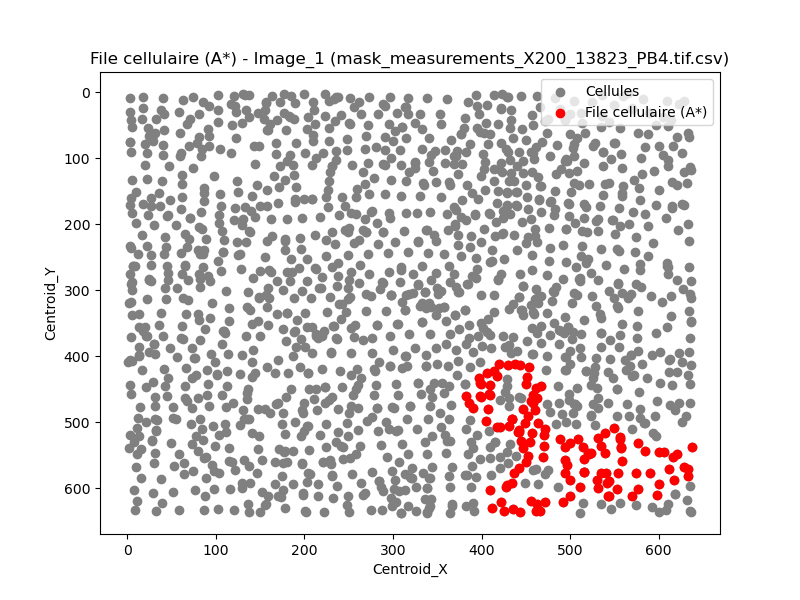 File cellulaire (A*) - Image_1 (mask_measurements_X200_13823_PB4.tif.csv)
Cellules
File cellulaire (A*)
Centroid_Y
0
100
200
300
400
500
600
0 100 200 300 400 500 600
Centroid_X